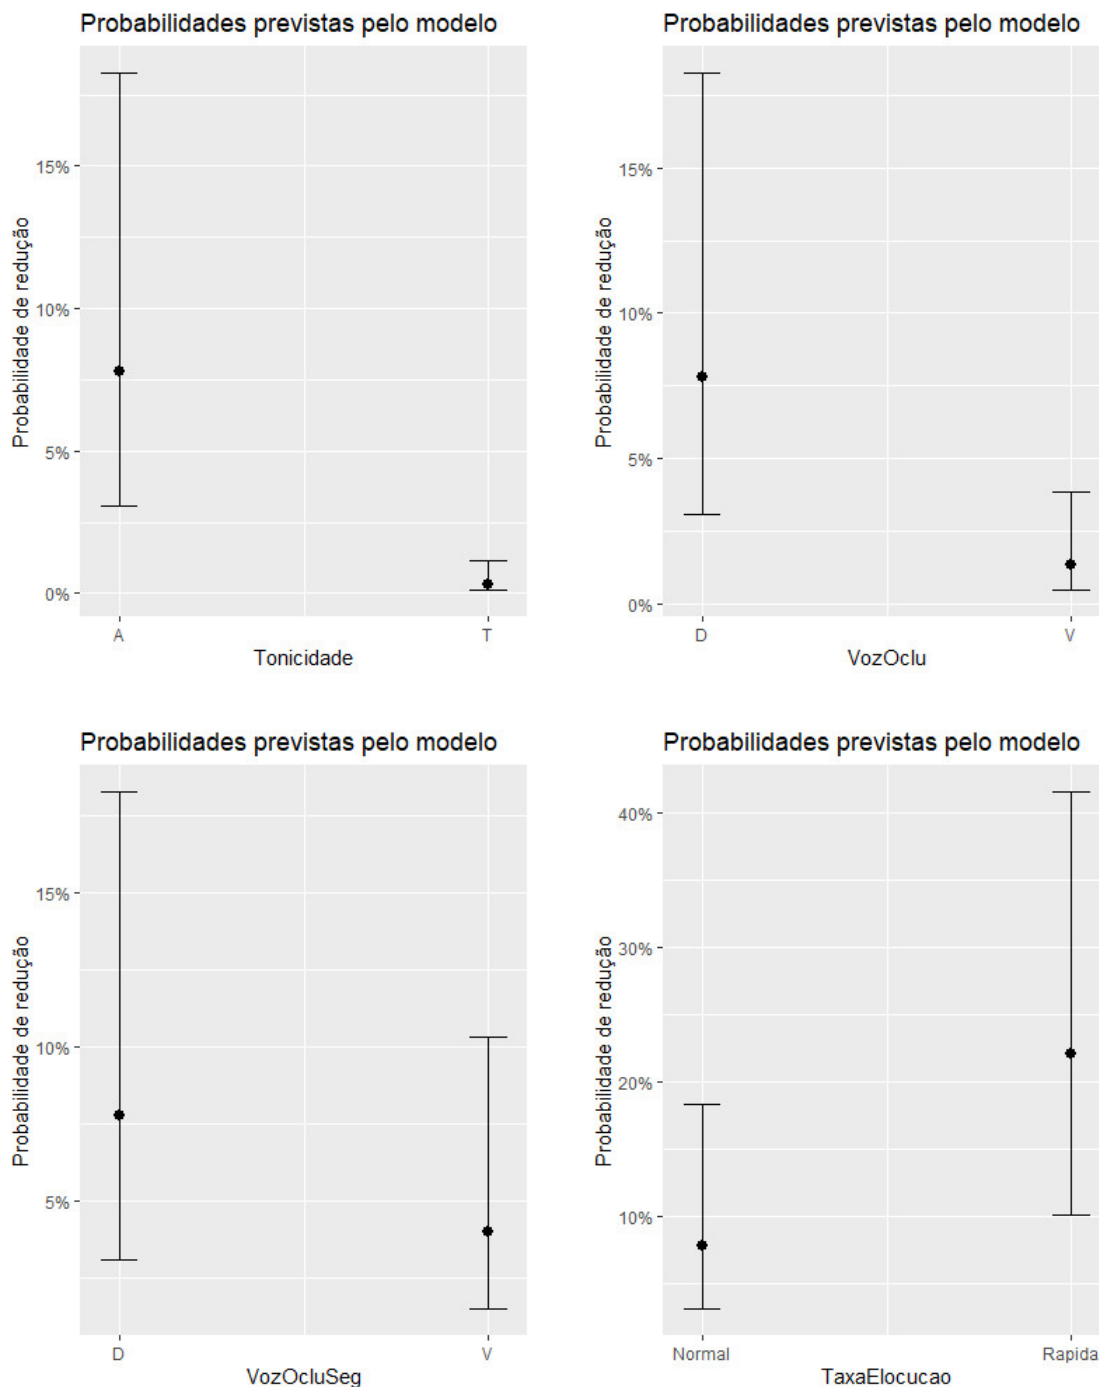 Probabilidades previstas pelo modelo
15%
10%
5%
0%
Probabilidade de redução
A
T
Tonicidade
Probabilidades previstas pelo modelo
15%
10%
5%
0%
Probabilidade de redução
D
V
VozOclu
Probabilidades previstas pelo modelo
15%
10%
5%
Probabilidade de redução
D
V
VozOcluSeg
Probabilidades previstas pelo modelo
40%
30%
20%
10%
Probabilidade de redução
Normal
Rapida
TaxaElocucao